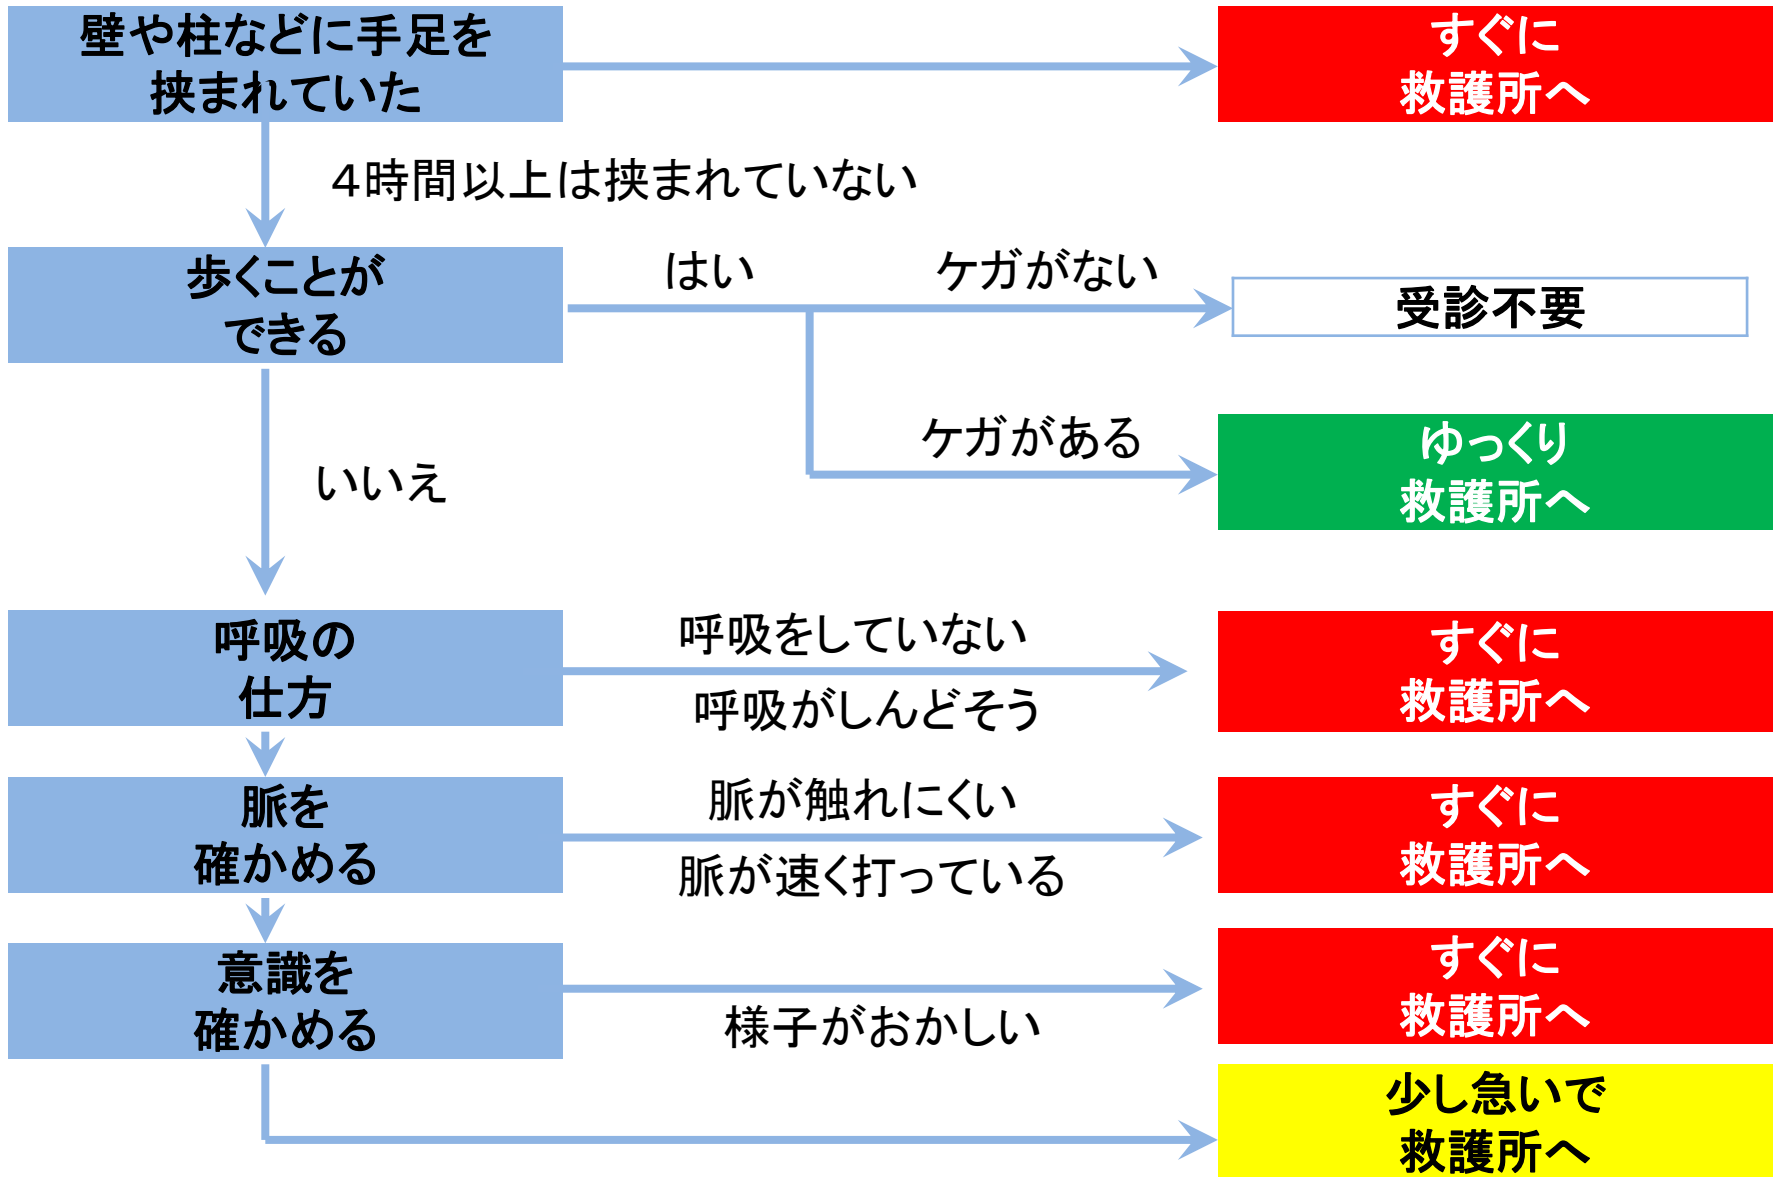 壁や柱などに手足を
挟まれていた
すぐに
救護所へ
４時間以上は挟まれていない
歩くことが
できる
はい
ケガがない
受診不要
ケガがある
ゆっくり
救護所へ
いいえ
呼吸の
仕方
呼吸をしていない
呼吸がしんどそう
すぐに
救護所へ
脈を
確かめる
脈が触れにくい
脈が速く打っている
すぐに
救護所へ
意識を
確かめる
様子がおかしい
すぐに
救護所へ
少し急いで
救護所へ